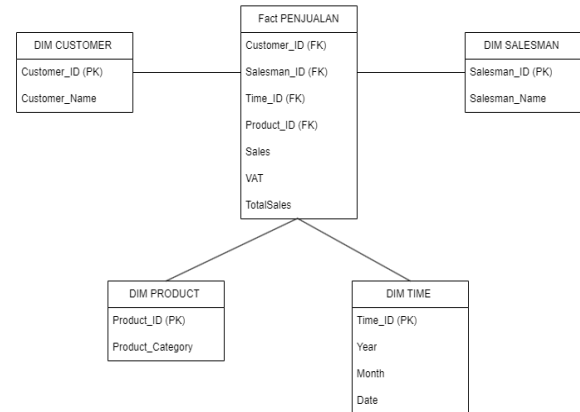 Fact PENJUALAN
Customer_ID (FK)
Salesman_ID (FK)
Time_ID (FK)
Product_ID (FK)
Sales
VAT
TotalSales
DIM CUSTOMER
Customer_ID (PK)
Customer_Name
DIM SALESMAN
Salesman_ID (PK)
Salesman_Name
DIM PRODUCT
Product_ID (PK)
Product_Category
DIM TIME
Time_ID (PK)
Year
Month
Date